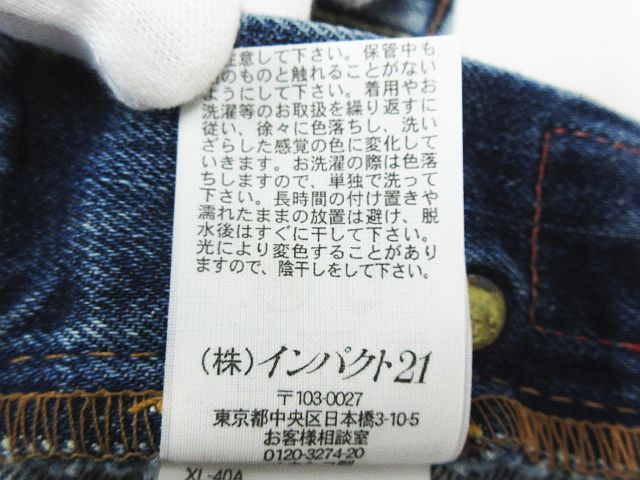 注意して下さい。保管中も
のものと触れることがない
ようにして下さい。着用やお
洗濯等のお取扱を繰り返すに
従い、徐々に色落ちし、洗い
ざらした感覚の色に変化して
いきます。お洗濯の際は色落
ちしますので、単独で洗って
下さい。長時間の付け置きや
濡れたままの放置は避け、脱
水後はすぐに干して下さい。
光により変色することがあり
ますので、陰干しをして下さい。
(株)インパクト21
〒103-0027
東京都中央区日本橋3-10-5
お客様相談室
0120-3274-20
XL-40A